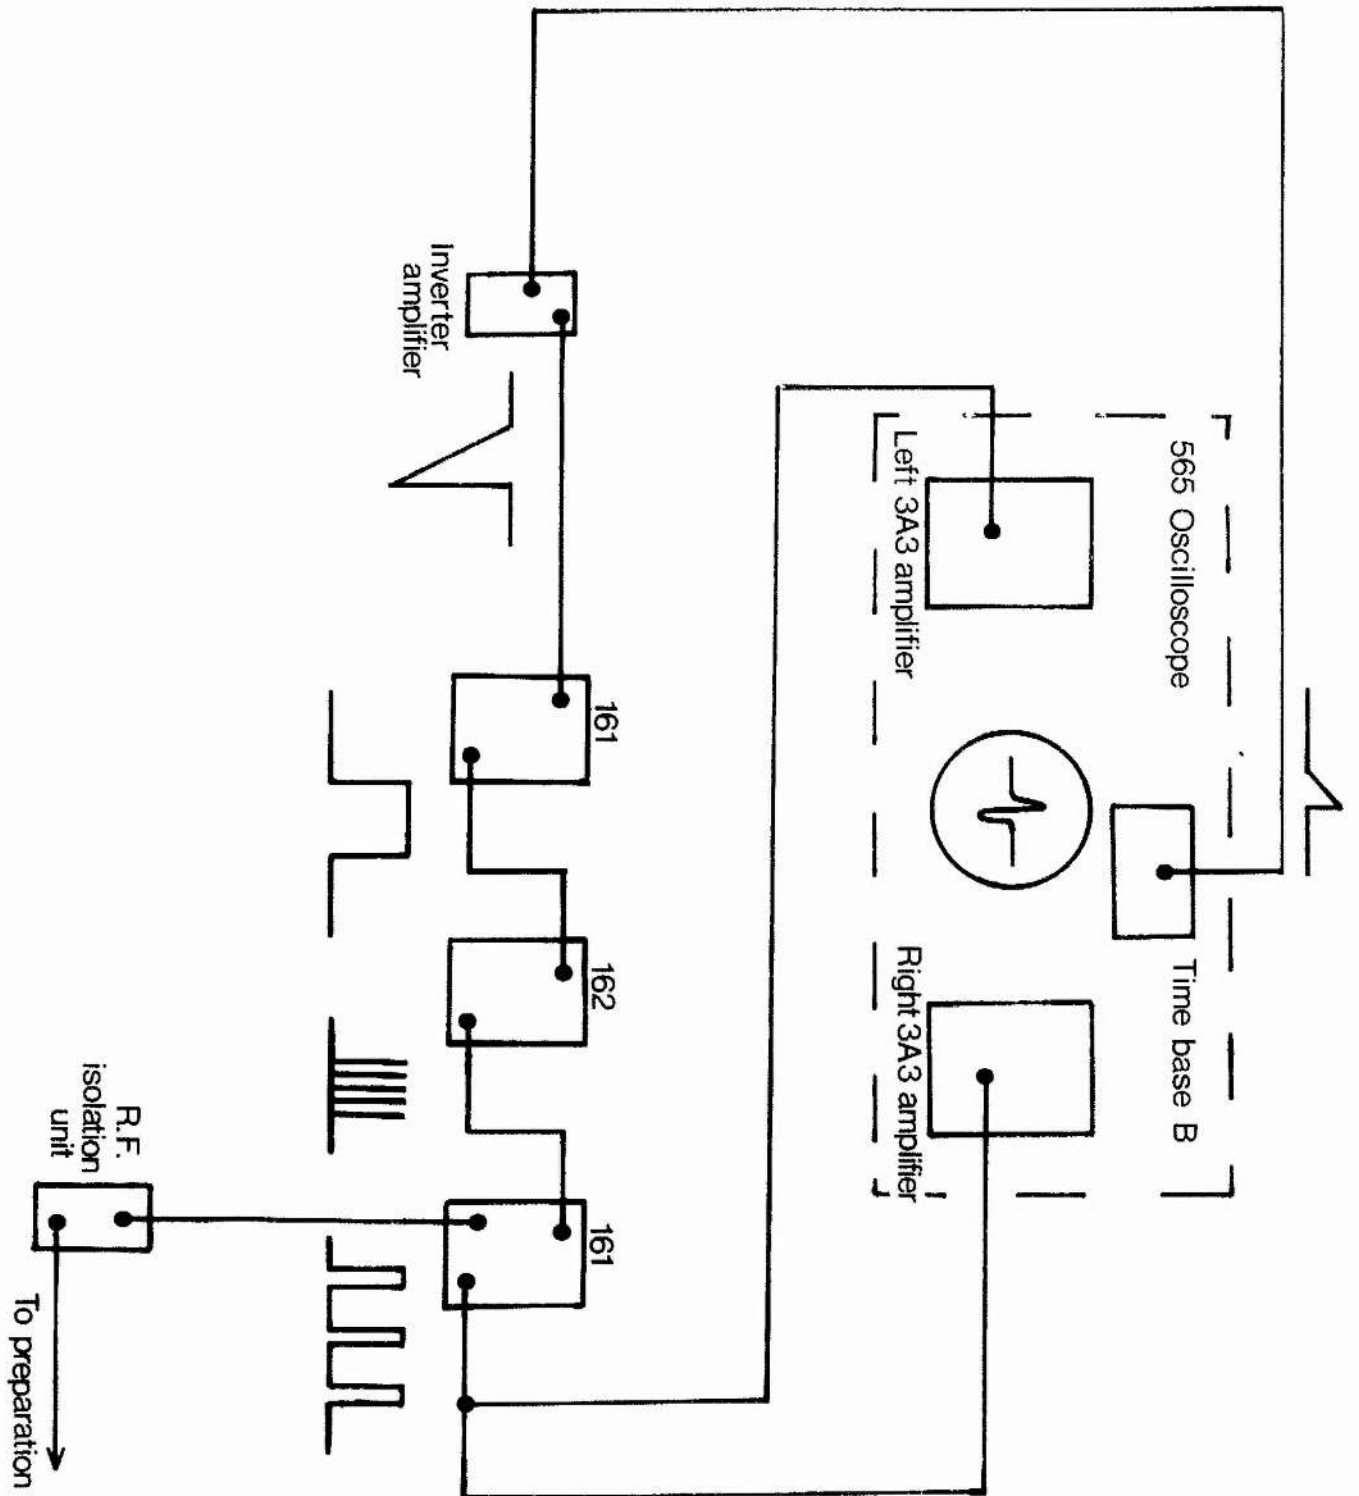 565 Oscilloscope
Time base B
Left 3A3 amplifier
Right 3A3 amplifier
161
162
161
Inverter
amplifier
R.F.
isolation
unit
To preparation